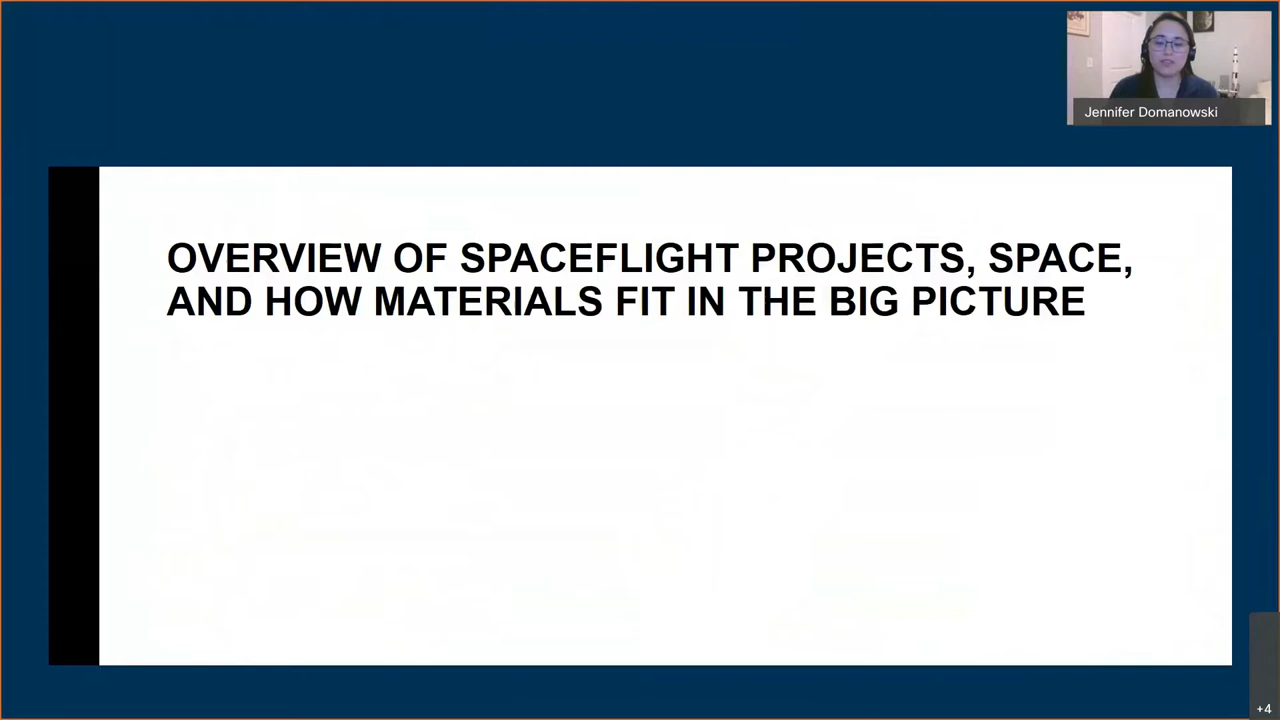 Jennifer Domanowski
OVERVIEW OF SPACEFLIGHT PROJECTS, SPACE,
AND HOW MATERIALS FIT IN THE BIG PICTURE
+4